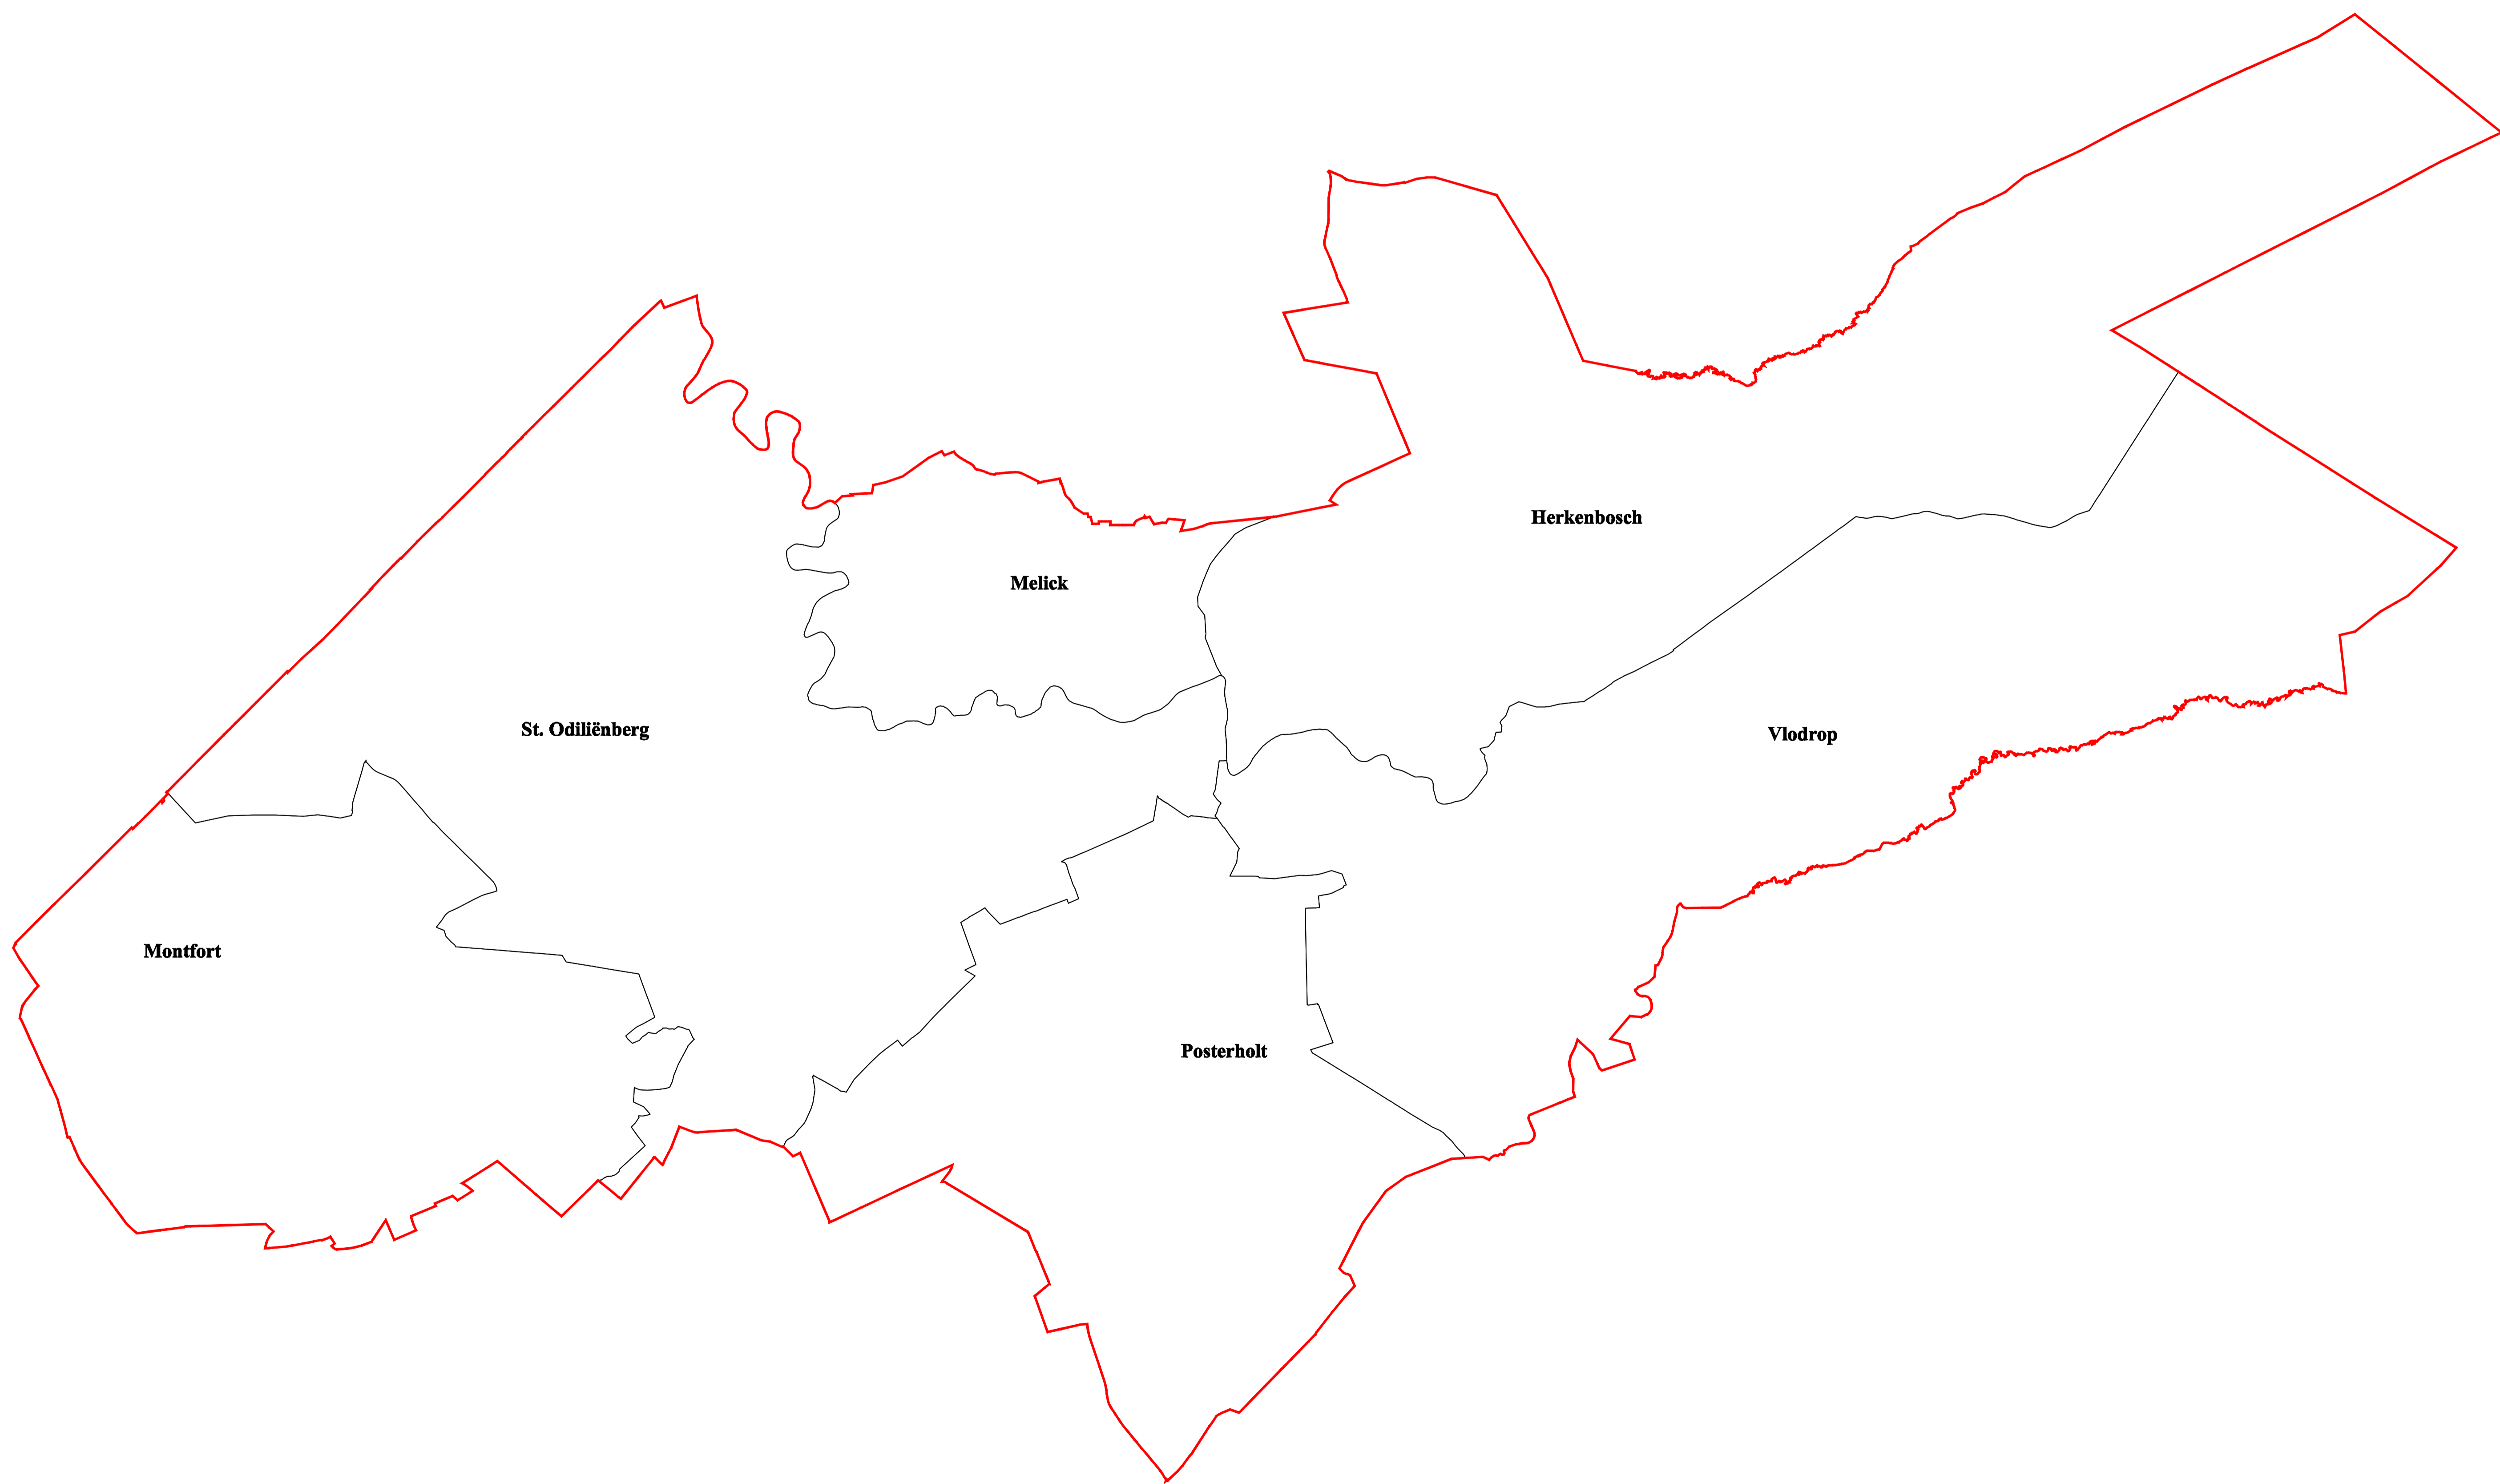 Herkenbosch
Melick
St. Odiliënberg
Vlodrop
Montfort
Posterholt